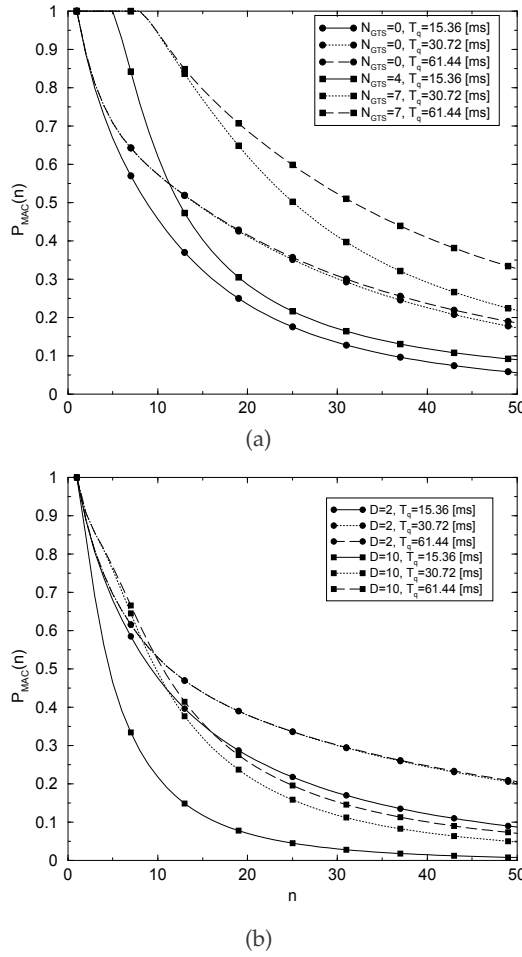 1
0.9
0.8
0.7
0.6
0.5
0.4
0.3
0.2
0.1
0
P_MAC(n)
N_GTS=0, T_q=15.36 [ms]
N_GTS=0, T_q=30.72 [ms]
N_GTS=0, T_q=61.44 [ms]
N_GTS=4, T_q=15.36 [ms]
N_GTS=7, T_q=30.72 [ms]
N_GTS=7, T_q=61.44 [ms]
0 10 20 30 40 50
(a)
1
0.9
0.8
0.7
0.6
0.5
0.4
0.3
0.2
0.1
0
P_MAC(n)
D=2, T_q=15.36 [ms]
D=2, T_q=30.72 [ms]
D=2, T_q=61.44 [ms]
D=10, T_q=15.36 [ms]
D=10, T_q=30.72 [ms]
D=10, T_q=61.44 [ms]
0 10 20 30 40 50
n
(b)